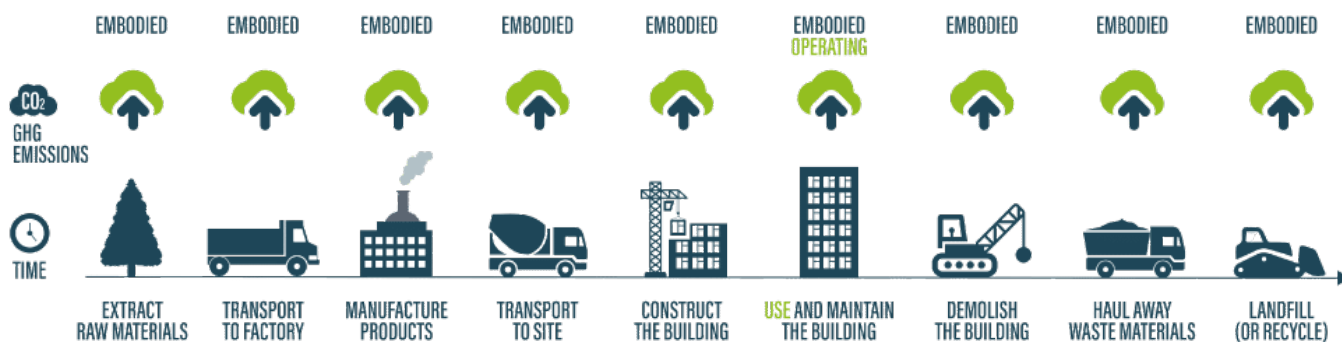 EMBODIED EMBODIED EMBODIED EMBODIED EMBODIED EMBODIED EMBODIED EMBODIED EMBODIED
OPERATING
CO₂
GHG
EMISSIONS
TIME
EXTRACT TRANSPORT MANUFACTURE TRANSPORT CONSTRUCT USE AND MAINTAIN DEMOLISH HAUL AWAY LANDFILL
RAW MATERIALS TO FACTORY PRODUCTS TO SITE THE BUILDING THE BUILDING THE BUILDING WASTE MATERIALS (OR RECYCLE)